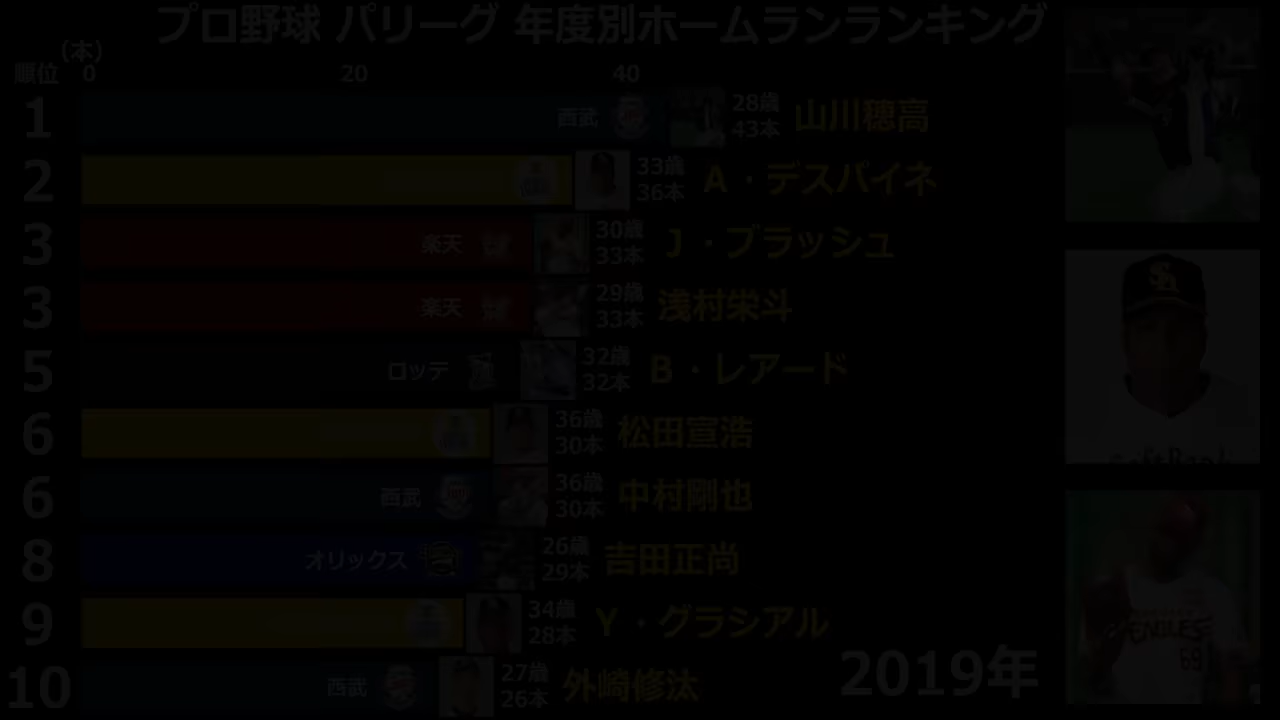 プロ野球 パリーグ 年度別ホームランランキング
(本)
順位 0 20 40
1 西武 28歳 43本 山川穂高
2 33歳 36本 A・デスパイネ
3 楽天 30歳 33本 J・ブラッシュ
3 楽天 29歳 33本 浅村栄斗
5 ロッテ 32歳 32本 B・レアード
6 36歳 30本 松田宣浩
6 西武 36歳 30本 中村剛也
8 オリックス 26歳 29本 吉田正尚
9 34歳 28本 Y・グラシアル
10 西武 27歳 26本 外崎修汰
2019年
SH
SoftBank
EAGLES
69